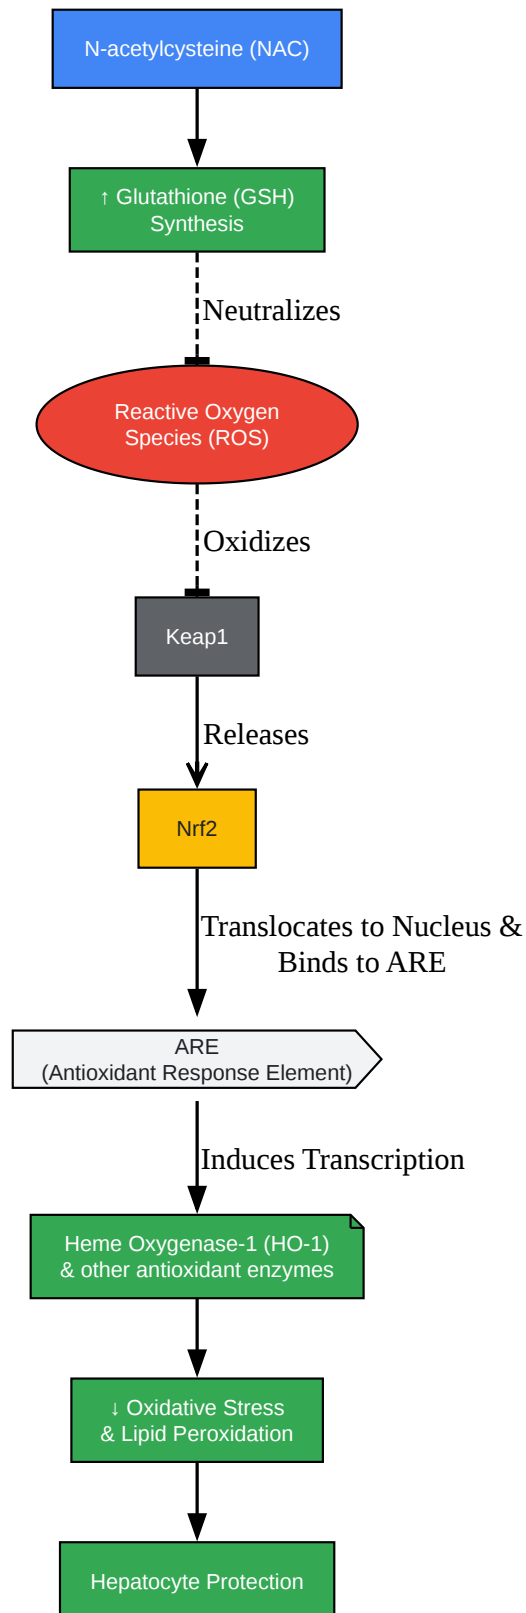 N-acetylcysteine (NAC)
↑ Glutathione (GSH)
Synthesis
Neutralizes
Reactive Oxygen
Species (ROS)
Oxidizes
Keap1
Releases
Nrf2
Translocates to Nucleus &
Binds to ARE
ARE
(Antioxidant Response Element)
Induces Transcription
Heme Oxygenase-1 (HO-1)
& other antioxidant enzymes
↓ Oxidative Stress
& Lipid Peroxidation
Hepatocyte Protection